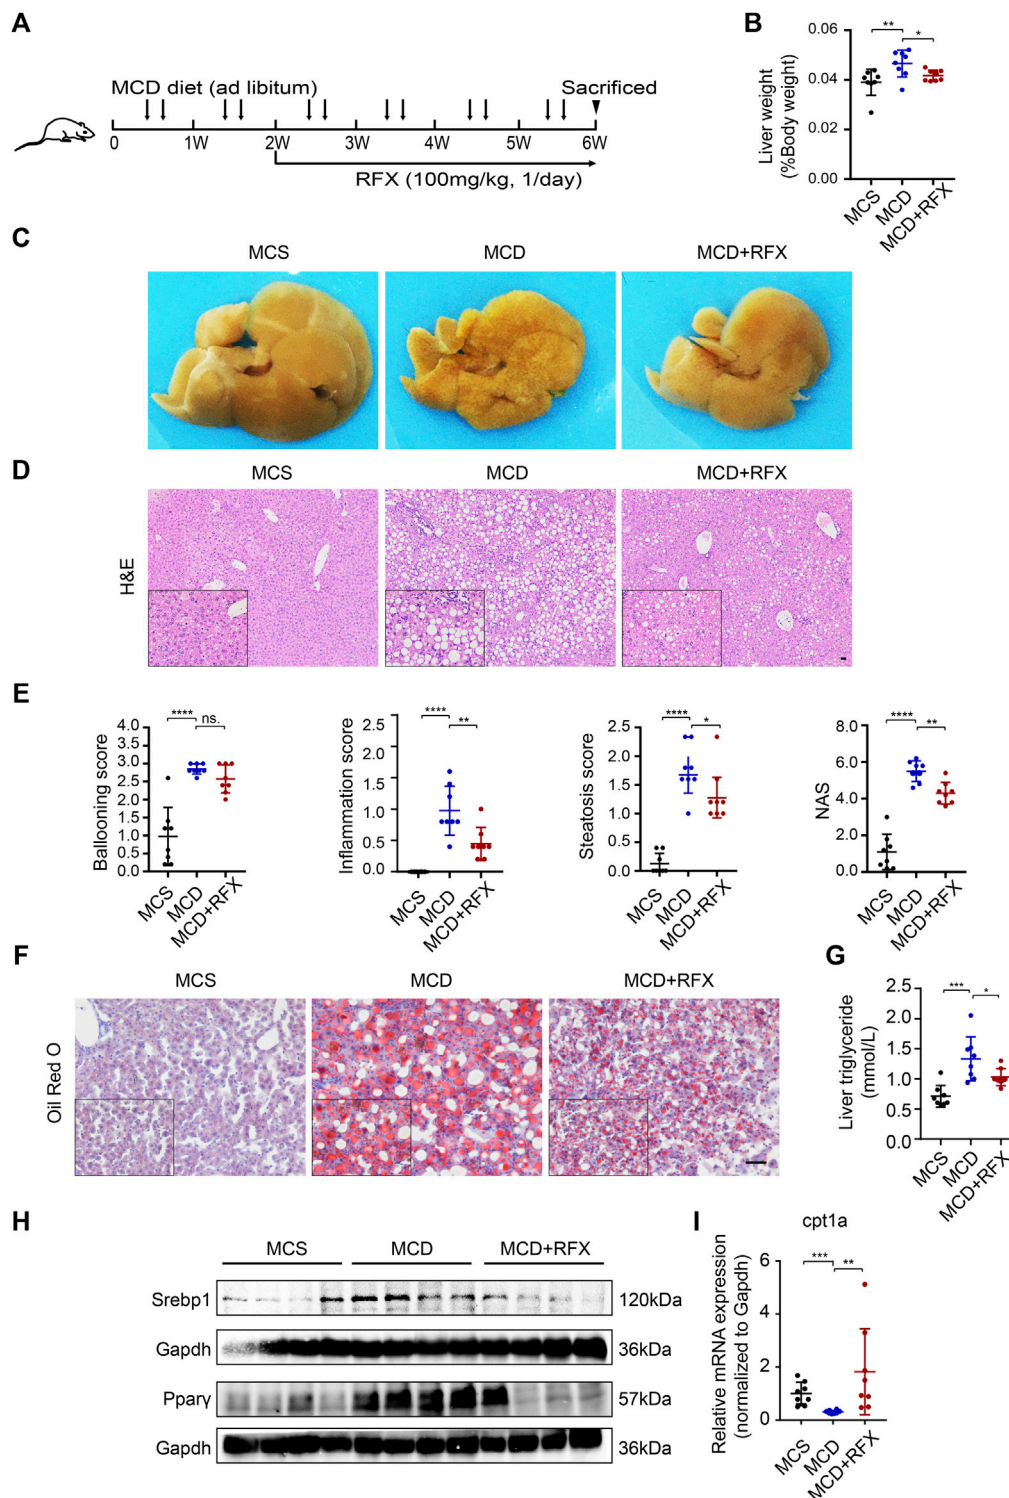 A
MCD diet (ad libitum)
Sacrificed
0 1W 2W 3W 4W 5W 6W
RFX (100mg/kg, 1/day)
B
Liver weight
(%Body weight)
0.06
0.04
0.02
0.00
** *
MCS MCD MCD+RFX
C
MCS MCD MCD+RFX
D
MCS MCD MCD+RFX
H&E
E
Ballooning score
4.0
3.5
3.0
2.5
2.0
1.5
1.0
0.5
0.0
**** ns.
MCS MCD MCD+RFX
Inflammation score
2.5
2.0
1.5
1.0
0.5
0.0
**** **
MCS MCD MCD+RFX
Steatosis score
2.5
2.0
1.5
1.0
0.5
0.0
**** *
MCS MCD MCD+RFX
NAS
8.0
6.0
4.0
2.0
0.0
**** **
MCS MCD MCD+RFX
F
MCS MCD MCD+RFX
Oil Red O
G
Liver triglyceride
(mmol/L)
2.5
2.0
1.5
1.0
0.5
0.0
*** *
MCS MCD MCD+RFX
H
MCS MCD MCD+RFX
Srebp1 120kDa
Gapdh 36kDa
Pparγ 57kDa
Gapdh 36kDa
I
cpt1a
Relative mRNA expression
(normalized to Gapdh)
6
4
2
0
*** **
MCS MCD MCD+RFX